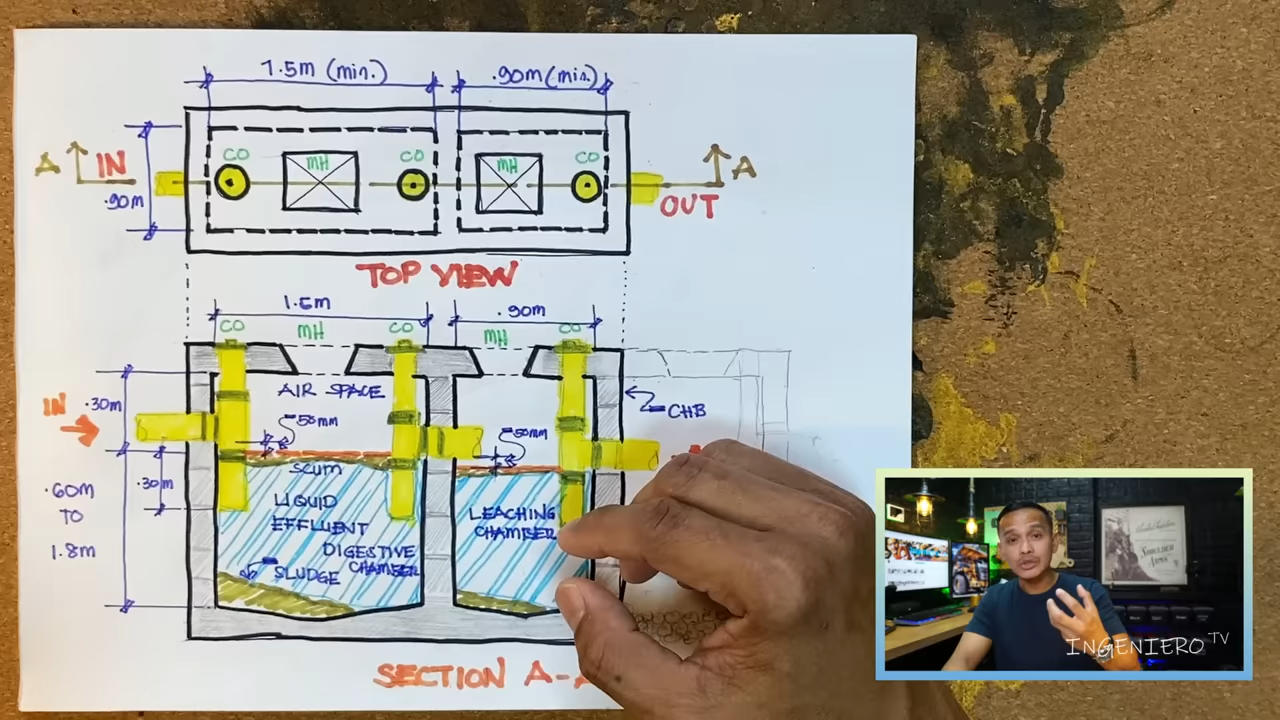 1.5m (min.)
.90m (min.)
A
IN
CO
MH
CO
MH
CO
A
.90m
OUT
TOP VIEW
1.5m
.90m
CO
MH
CO
MH
CO
IN
.30m
AIR SPACE
50mm
50mm
CHB
SCUM
.60m
TO
1.8m
.30m
LIQUID
EFFLUENT
DIGESTIVE
CHAMBER
SLUDGE
LEACHING
CHAMBER
SECTION A-A
SHOULDER
ARMS
INGENIERO TV